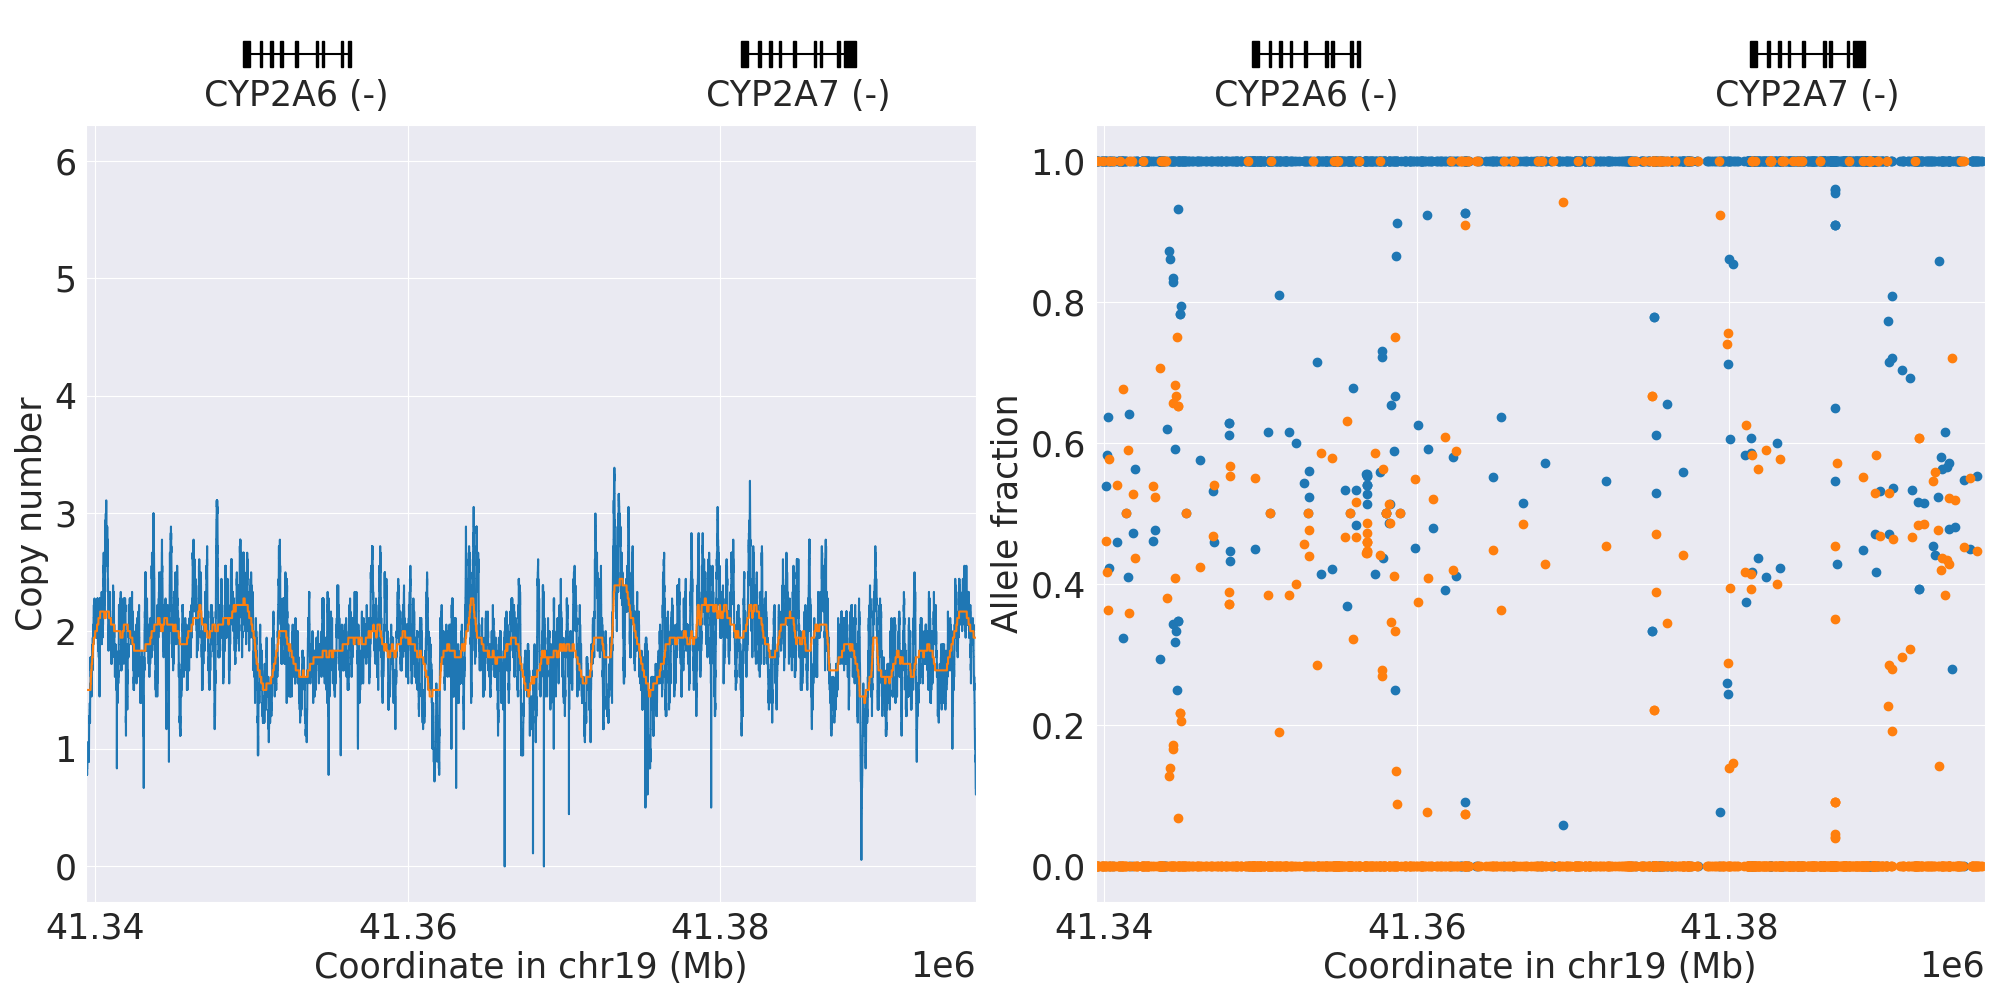 CYP2A6 (-)
CYP2A7 (-)
CYP2A6 (-)
CYP2A7 (-)
Copy number
6
5
4
3
2
1
0
41.34
41.36
41.38
Coordinate in chr19 (Mb)
1e6
Allele fraction
1.0
0.8
0.6
0.4
0.2
0.0
41.34
41.36
41.38
Coordinate in chr19 (Mb)
1e6